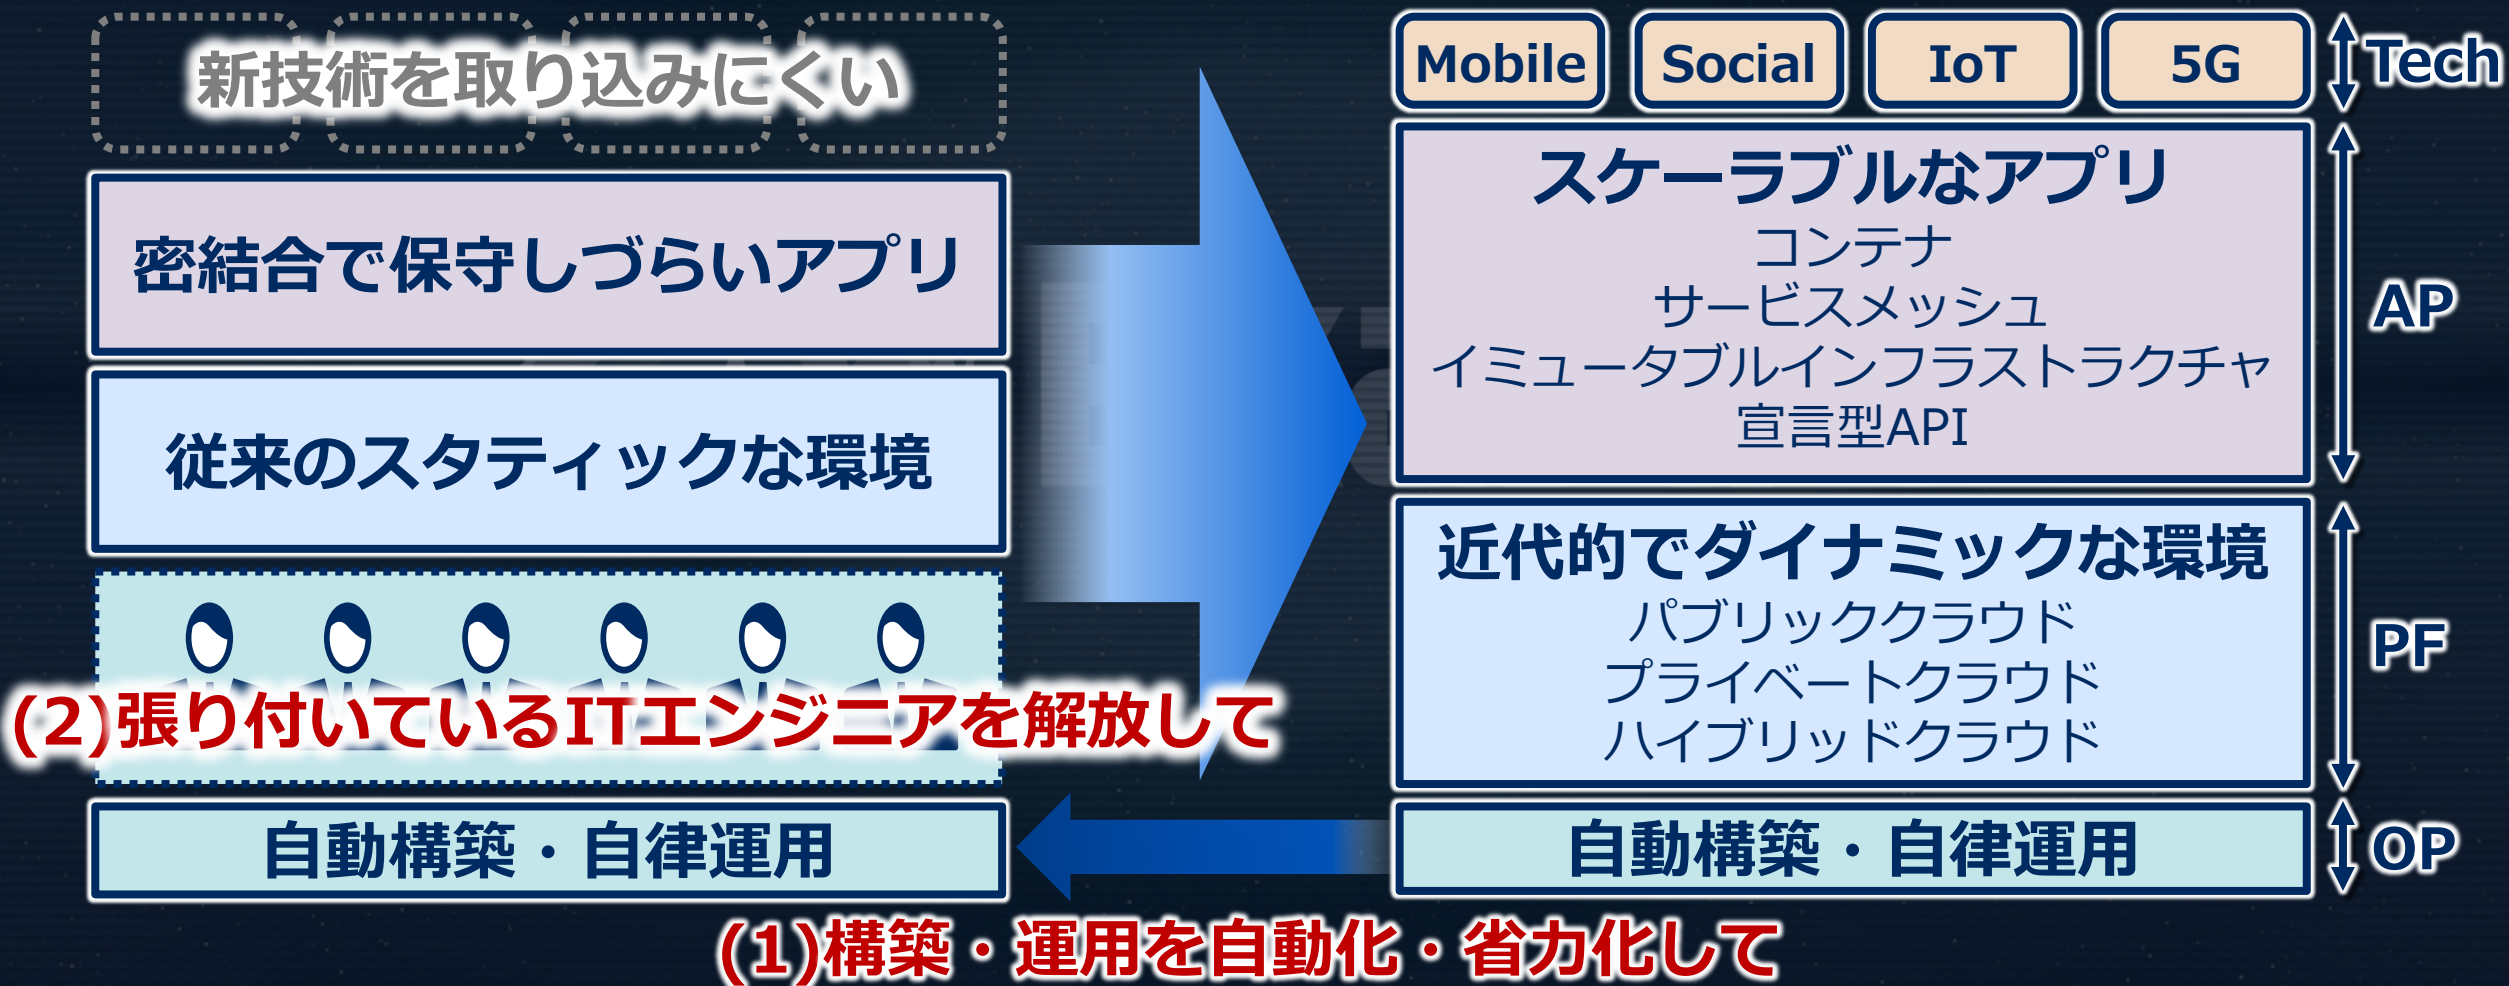 新技術を取り込みにくい
密結合で保守しづらいアプリ
従来のスタティックな環境
(2)張り付いているITエンジニアを解放して
自動構築・自律運用
Mobile
Social
IoT
5G
Tech
スケーラブルなアプリ
コンテナ
サービスメッシュ
イミュータブルインフラストラクチャ
宣言型API
AP
近代的でダイナミックな環境
パブリッククラウド
プライベートクラウド
ハイブリッドクラウド
PF
自動構築・自律運用
OP
(1)構築・運用を自動化・省力化して